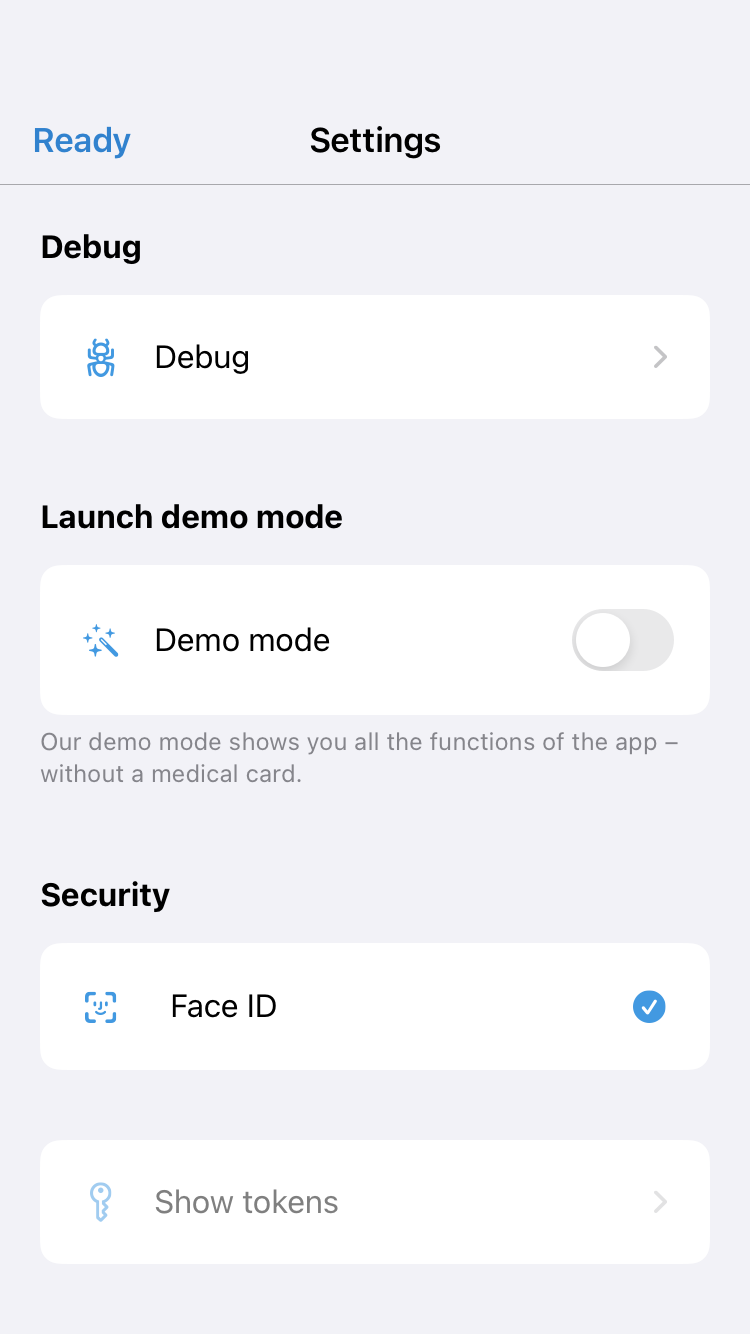 Ready
Settings
Debug
Debug
Launch demo mode
Demo mode
Our demo mode shows you all the functions of the app –
without a medical card.
Security
Face ID
Show tokens